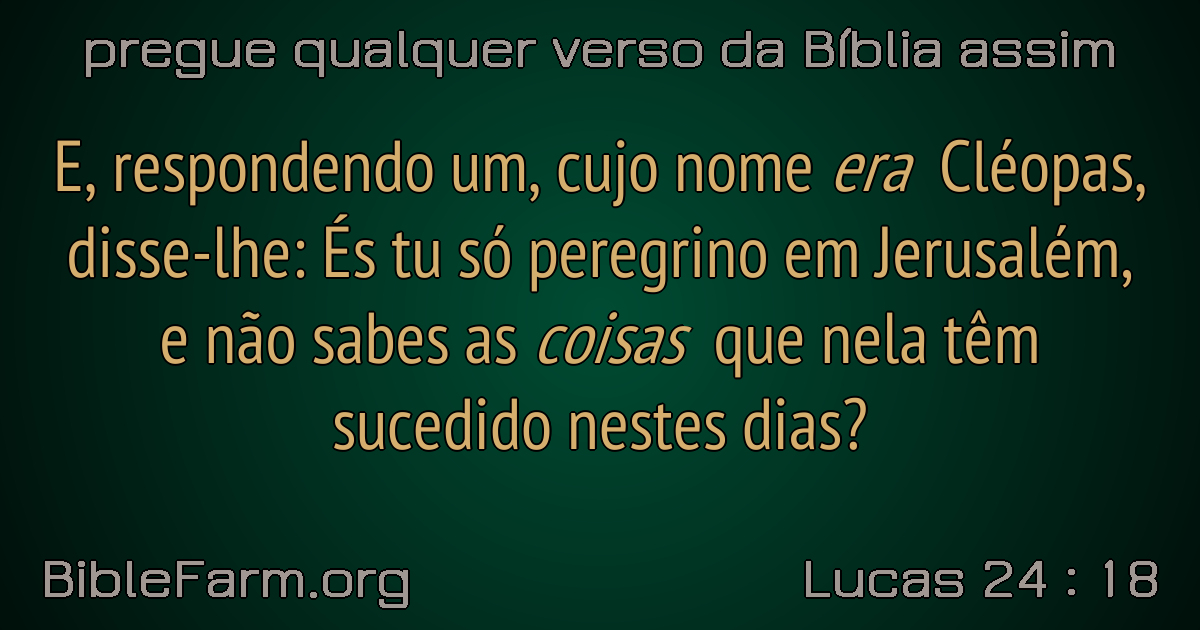 pregue qualquer verso da Bíblia assim
E, respondendo um, cujo nome era Cléopas,
disse-lhe: És tu só peregrino em Jerusalém,
e não sabes as coisas que nela têm
sucedido nestes dias?
BibleFarm.org
Lucas 24 : 18